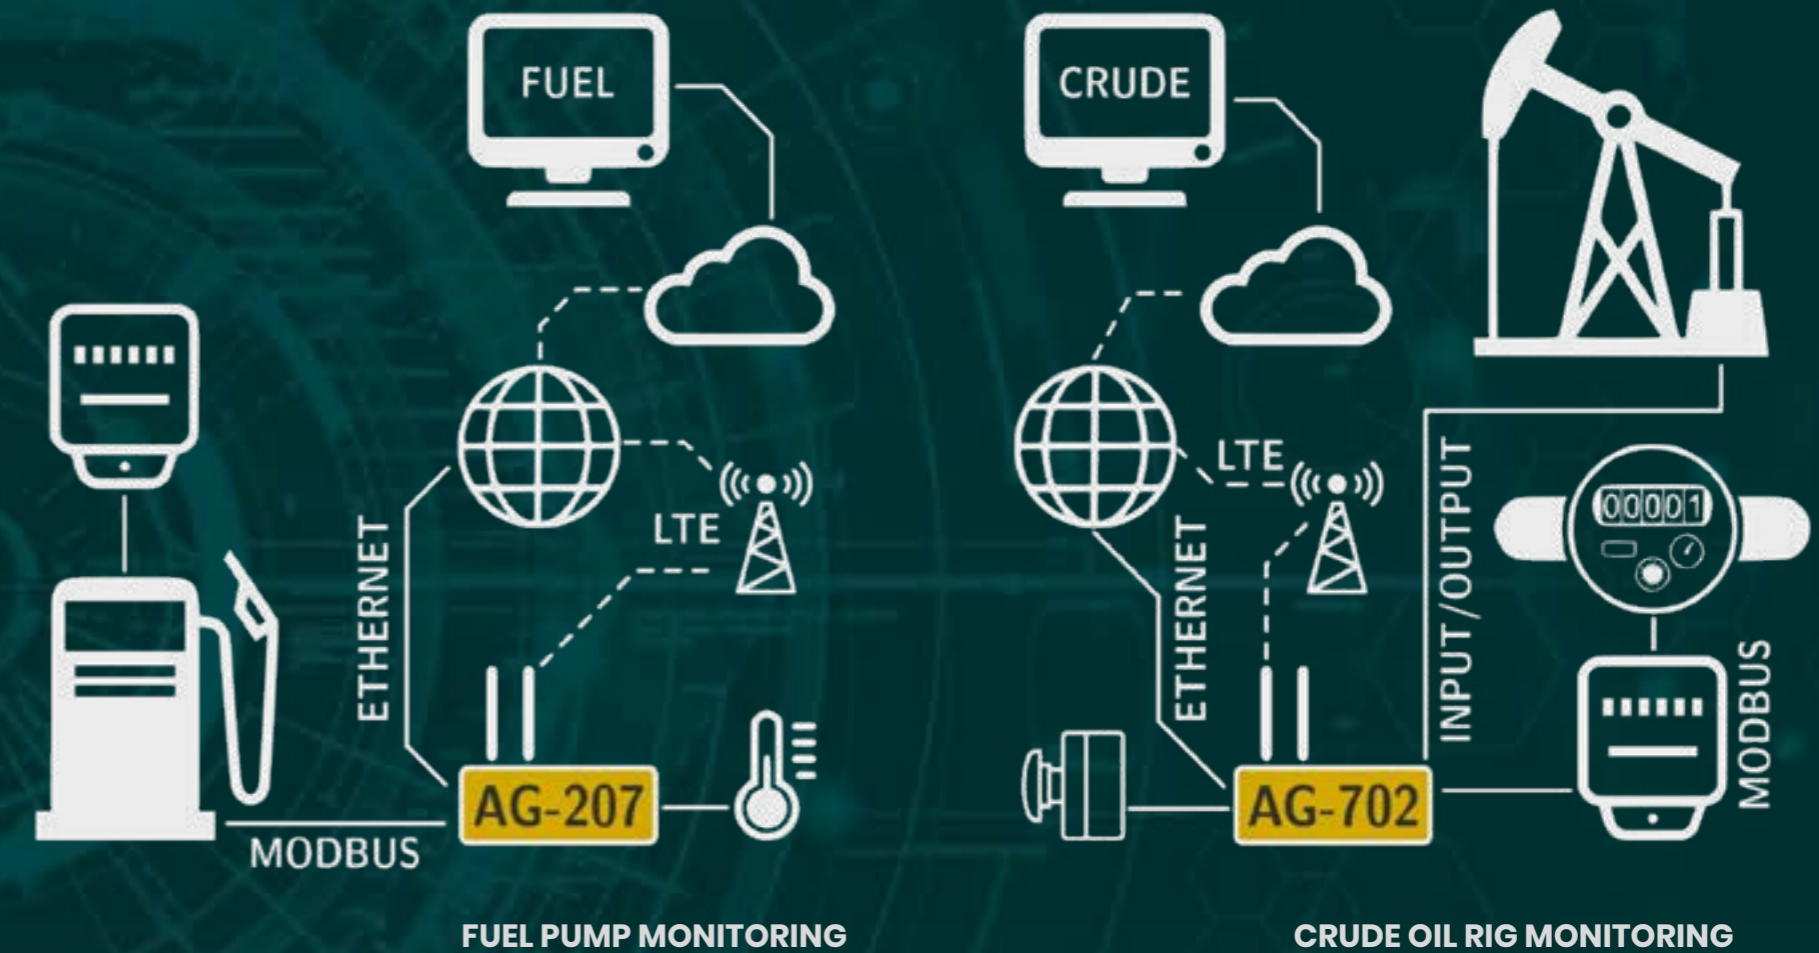 FUEL
LTE
ETHERNET
AG-207
MODBUS
FUEL PUMP MONITORING
CRUDE
LTE
ETHERNET
INPUT/OUTPUT
00001
MODBUS
AG-702
CRUDE OIL RIG MONITORING